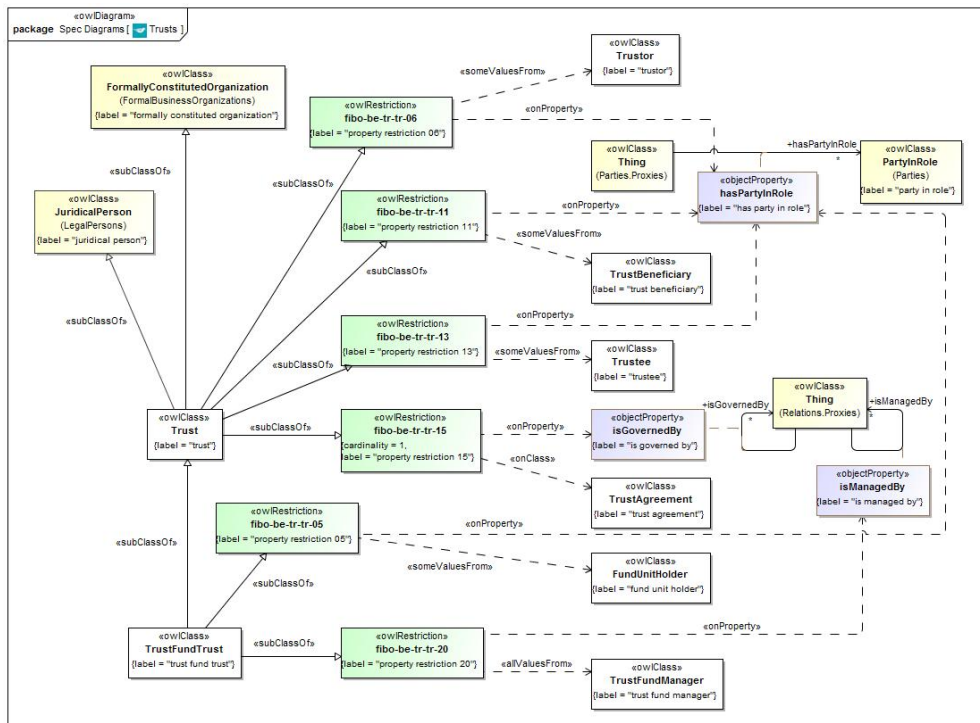 «owlDiagram»
package Spec Diagrams [ Trusts ]
«owlClass»
FormallyConstitutedOrganization
(FormalBusinessOrganizations)
{label = "formally constituted organization"}
«owlClass»
Trustor
{label = "trustor"}
«someValuesFrom»
«owlRestriction»
fibo-be-tr-tr-06
{label = "property restriction 06"}
«onProperty»
«owlClass»
Thing
(Parties.Proxies)
+hasPartyInRole
*
«owlClass»
PartyInRole
(Parties)
{label = "party in role"}
«subClassOf»
«objectProperty»
hasPartyInRole
{label = "has party in role"}
«owlClass»
JuridicalPerson
(LegalPersons)
{label = "juridical person"}
«owlRestriction»
fibo-be-tr-tr-11
{label = "property restriction 11"}
«onProperty»
«subClassOf»
«someValuesFrom»
«owlClass»
TrustBeneficiary
{label = "trust beneficiary"}
«subClassOf»
«subClassOf»
«owlRestriction»
fibo-be-tr-tr-13
{label = "property restriction 13"}
«onProperty»
«someValuesFrom»
«subClassOf»
«owlClass»
Trustee
{label = "trustee"}
«owlClass»
Thing
(Relations.Proxies)
+isGovernedBy
*
+isManagedBy
*
«owlClass»
Trust
{label = "trust"}
«subClassOf»
«owlRestriction»
fibo-be-tr-tr-15
{cardinality = 1,
label = "property restriction 15"}
«onProperty»
«objectProperty»
isGovernedBy
{label = "is governed by"}
«onClass»
«owlClass»
TrustAgreement
{label = "trust agreement"}
«objectProperty»
isManagedBy
{label = "is managed by"}
«owlRestriction»
fibo-be-tr-tr-05
{label = "property restriction 05"}
«onProperty»
«subClassOf»
«someValuesFrom»
«owlClass»
FundUnitHolder
{label = "fund unit holder"}
«subClassOf»
«owlClass»
TrustFundTrust
{label = "trust fund trust"}
«subClassOf»
«owlRestriction»
fibo-be-tr-tr-20
{label = "property restriction 20"}
«onProperty»
«allValuesFrom»
«owlClass»
TrustFundManager
{label = "trust fund manager"}